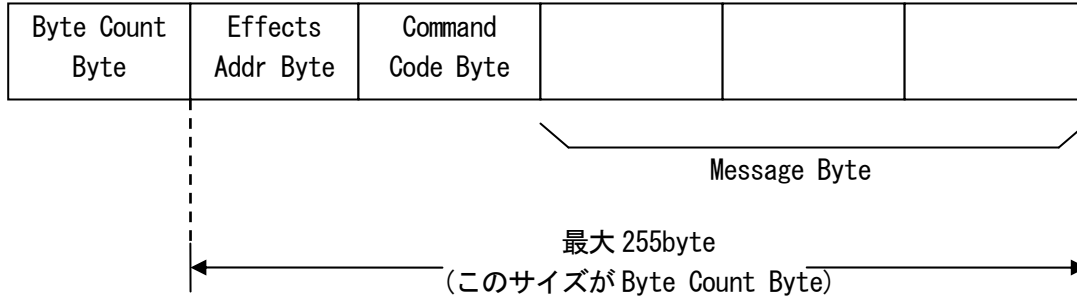 Byte Count
Byte
Effects
Addr Byte
Command
Code Byte
Message Byte
最大 255byte
(このサイズが Byte Count Byte)